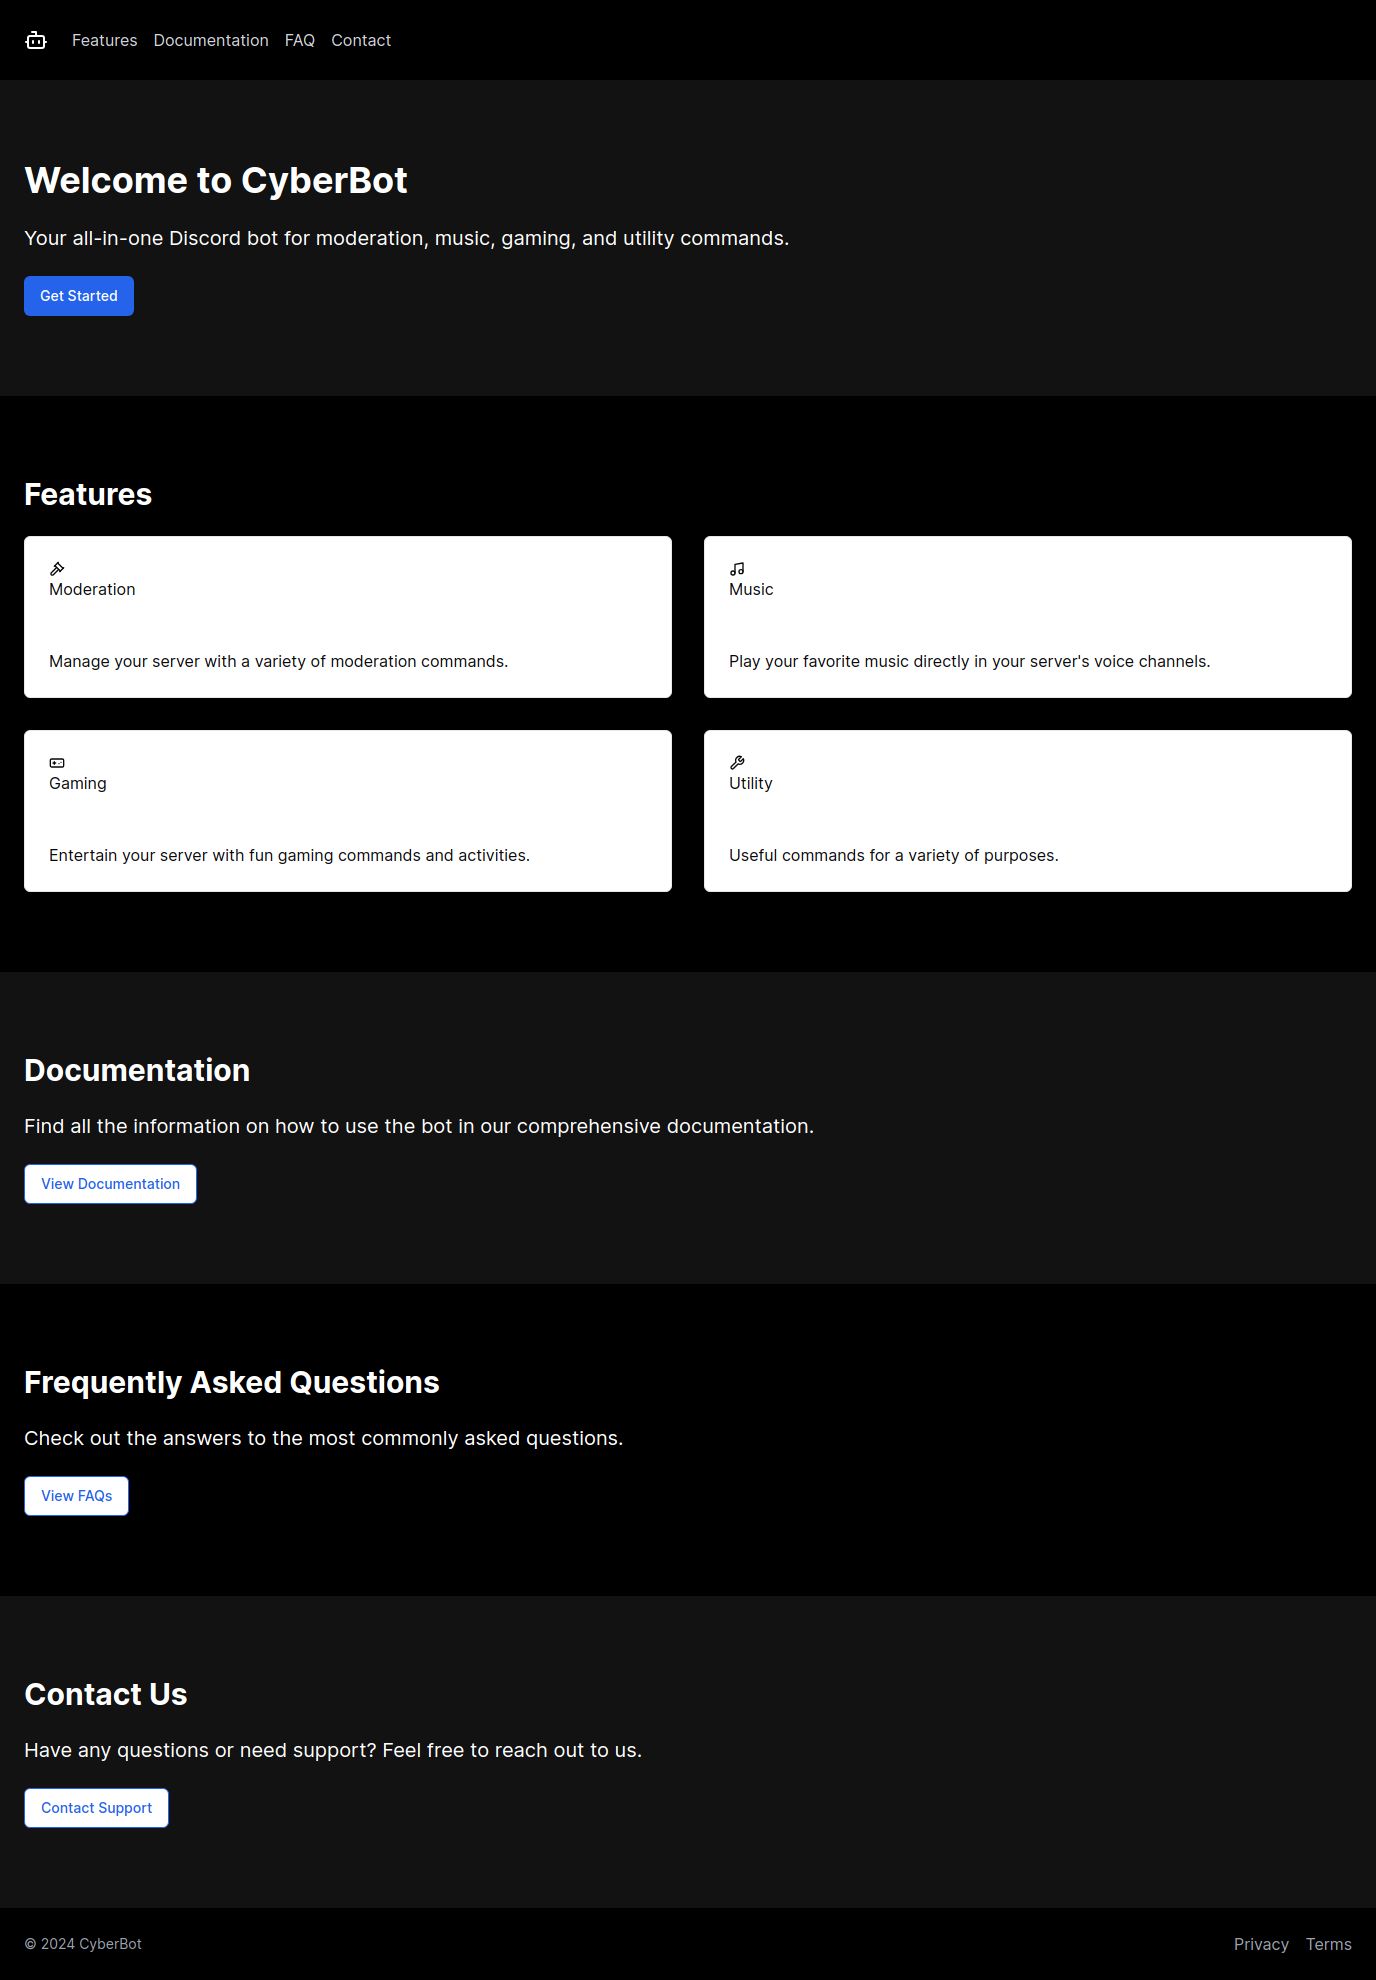 Features Documentation FAQ Contact
Welcome to CyberBot
Your all-in-one Discord bot for moderation, music, gaming, and utility commands.
Get Started
Features
Moderation
Manage your server with a variety of moderation commands.
Music
Play your favorite music directly in your server's voice channels.
Gaming
Entertain your server with fun gaming commands and activities.
Utility
Useful commands for a variety of purposes.
Documentation
Find all the information on how to use the bot in our comprehensive documentation.
View Documentation
Frequently Asked Questions
Check out the answers to the most commonly asked questions.
View FAQs
Contact Us
Have any questions or need support? Feel free to reach out to us.
Contact Support
© 2024 CyberBot
Privacy Terms